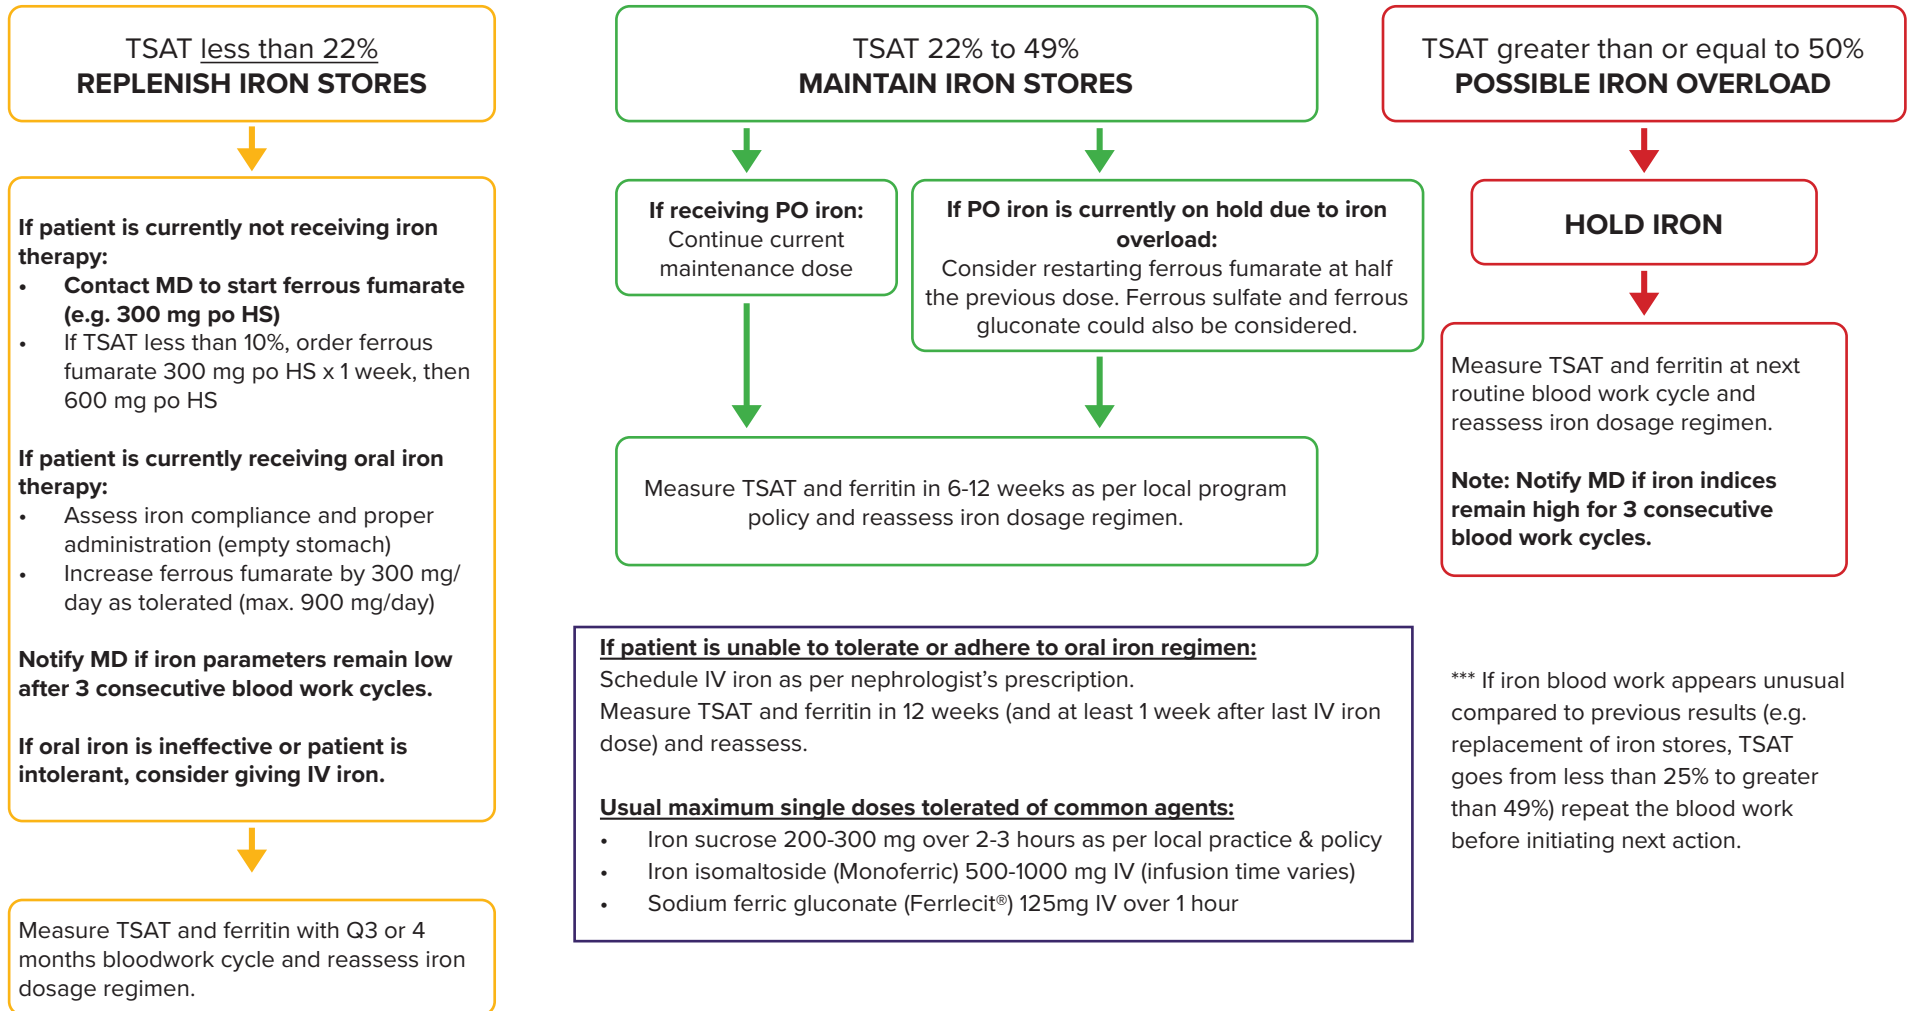 TSAT less than 22%
REPLENISH IRON STORES
If patient is currently not receiving iron
therapy:
• Contact MD to start ferrous fumarate
(e.g. 300 mg po HS)
• If TSAT less than 10%, order ferrous
fumarate 300 mg po HS x 1 week, then
600 mg po HS
If patient is currently receiving oral iron
therapy:
• Assess iron compliance and proper
administration (empty stomach)
• Increase ferrous fumarate by 300 mg/
day as tolerated (max. 900 mg/day)
Notify MD if iron parameters remain low
after 3 consecutive blood work cycles.
If oral iron is ineffective or patient is
intolerant, consider giving IV iron.
Measure TSAT and ferritin with Q3 or 4
months bloodwork cycle and reassess iron
dosage regimen.
TSAT 22% to 49%
MAINTAIN IRON STORES
If receiving PO iron:
Continue current
maintenance dose
If PO iron is currently on hold due to iron
overload:
Consider restarting ferrous fumarate at half
the previous dose. Ferrous sulfate and ferrous
gluconate could also be considered.
Measure TSAT and ferritin in 6-12 weeks as per local program
policy and reassess iron dosage regimen.
If patient is unable to tolerate or adhere to oral iron regimen:
Schedule IV iron as per nephrologist’s prescription.
Measure TSAT and ferritin in 12 weeks (and at least 1 week after last IV iron
dose) and reassess.
Usual maximum single doses tolerated of common agents:
• Iron sucrose 200-300 mg over 2-3 hours as per local practice & policy
• Iron isomaltoside (Monoferric) 500-1000 mg IV (infusion time varies)
• Sodium ferric gluconate (Ferrlecit®) 125mg IV over 1 hour
TSAT greater than or equal to 50%
POSSIBLE IRON OVERLOAD
HOLD IRON
Measure TSAT and ferritin at next
routine blood work cycle and
reassess iron dosage regimen.
Note: Notify MD if iron indices
remain high for 3 consecutive
blood work cycles.
*** If iron blood work appears unusual
compared to previous results (e.g.
replacement of iron stores, TSAT
goes from less than 25% to greater
than 49%) repeat the blood work
before initiating next action.